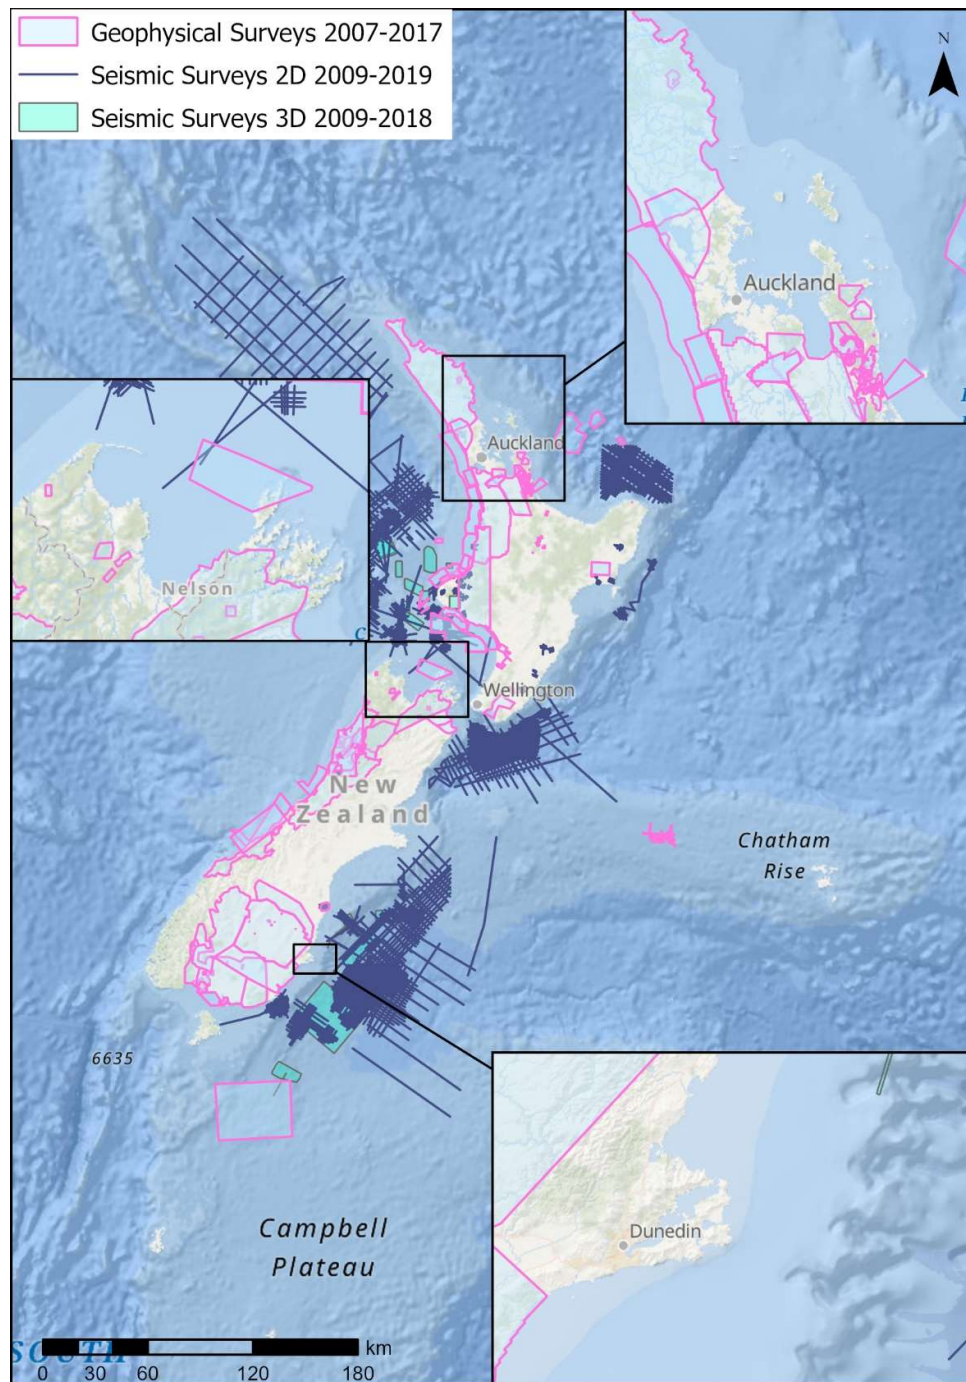 Geophysical Surveys 2007-2017
Seismic Surveys 2D 2009-2019
Seismic Surveys 3D 2009-2018
N
Auckland
Auckland
Nelson
Wellington
New
Zealand
Chatham
Rise
6635
Dunedin
Campbell
Plateau
SOUTH
km
0 30 60 120 180